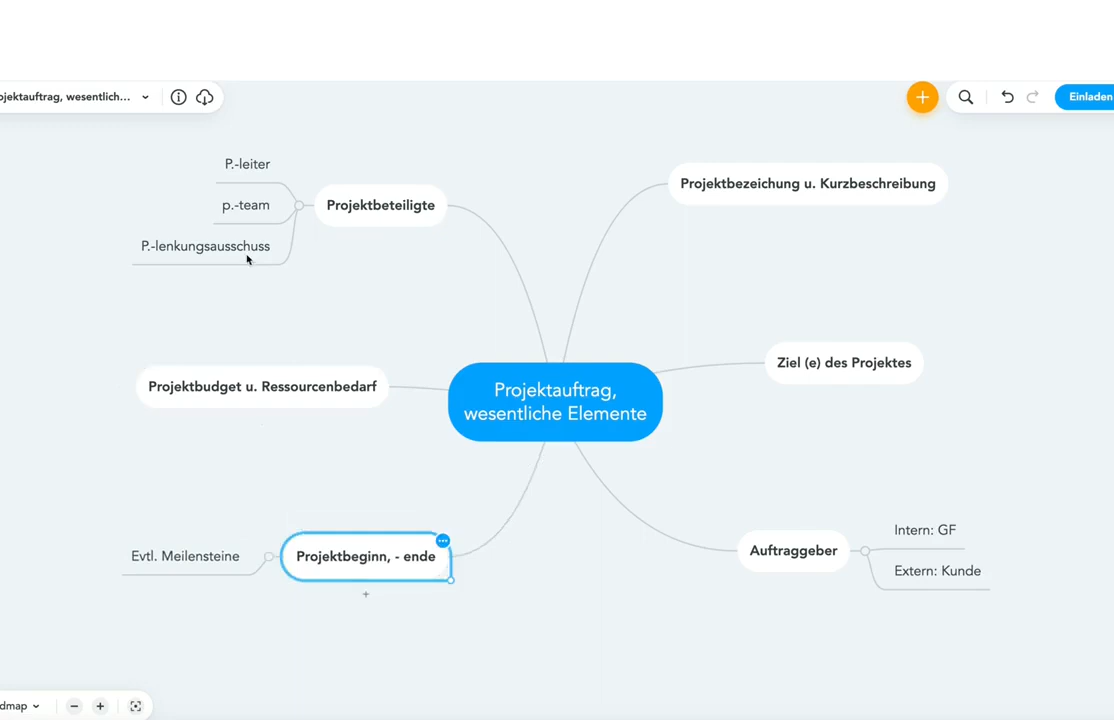 ojektauftrag, wesentlich...
Einladen
P.-leiter
p.-team
P.-lenkungsausschuss
Projektbeteiligte
Projektbezeichung u. Kurzbeschreibung
Projektbudget u. Ressourcenbedarf
Projektauftrag,
wesentliche Elemente
Ziel (e) des Projektes
Evtl. Meilensteine
Projektbeginn, - ende
Auftraggeber
Intern: GF
Extern: Kunde
dmap